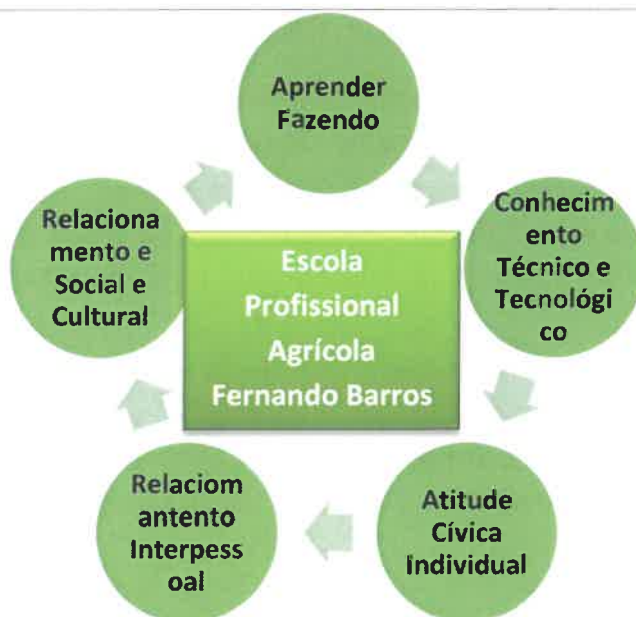 Aprender
Fazendo
Conhecim
ento
Técnico e
Tecnológi
co
Atitude
Cívica
Individual
Relaciom
antento
Interpess
oal
Relaciona
mento e
Social e
Cultural
Escola
Profissional
Agrícola
Fernando Barros